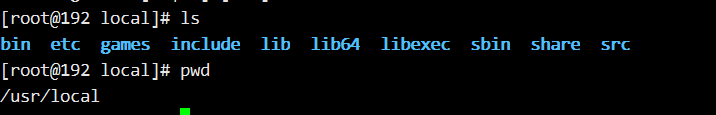 [root@192 local]# ls
bin  etc  games  include  lib  lib64  libexec  sbin  share  src
[root@192 local]# pwd
/usr/local